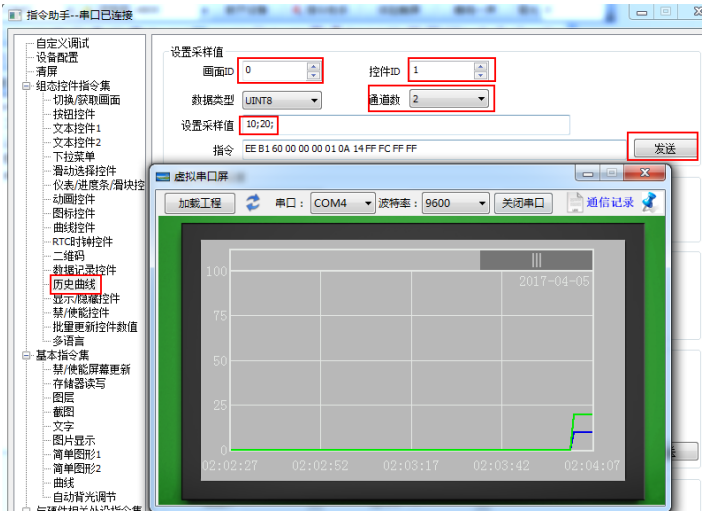 指令助手--串口已连接
自定义调试
设备配置
清屏
组态控件指令集
切换/获取画面
按钮控件
文本控件1
文本控件2
下拉菜单
滑动选择控件
仪表/进度条/滑块控
动画控件
图标控件
曲线控件
RTC时钟控件
二维码
数据记录控件
历史曲线
显示/隐藏控件
禁/使能控件
批量更新控件数值
多语言
基本指令集
禁/使能屏幕更新
存储器读写
图层
截图
文字
图片显示
简单图形1
简单图形2
曲线
自动背光调节
与硬件相关外设指令集
设置采样值
画面ID 0 控件ID 1
数据类型 UINT8 通道数 2
设置采样值 10;20;
指令 EE B1 60 00 00 00 01 0A 14 FF FC FF FF 发送
虚拟串口屏
加载工程 串口: COM4 波特率: 9600 关闭串口 通信记录
100
2017-04-05
75
50
25
0
02:02:27 02:02:52 02:03:17 02:03:42 02:04:07